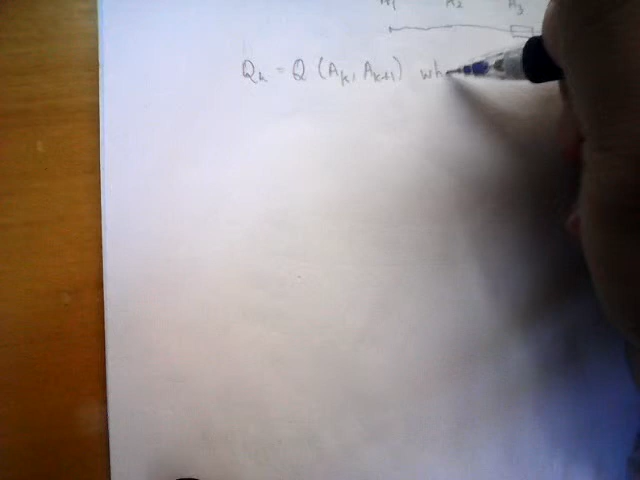 A1 A2 A3
Qk = Q (Ak, Ak+1) wh